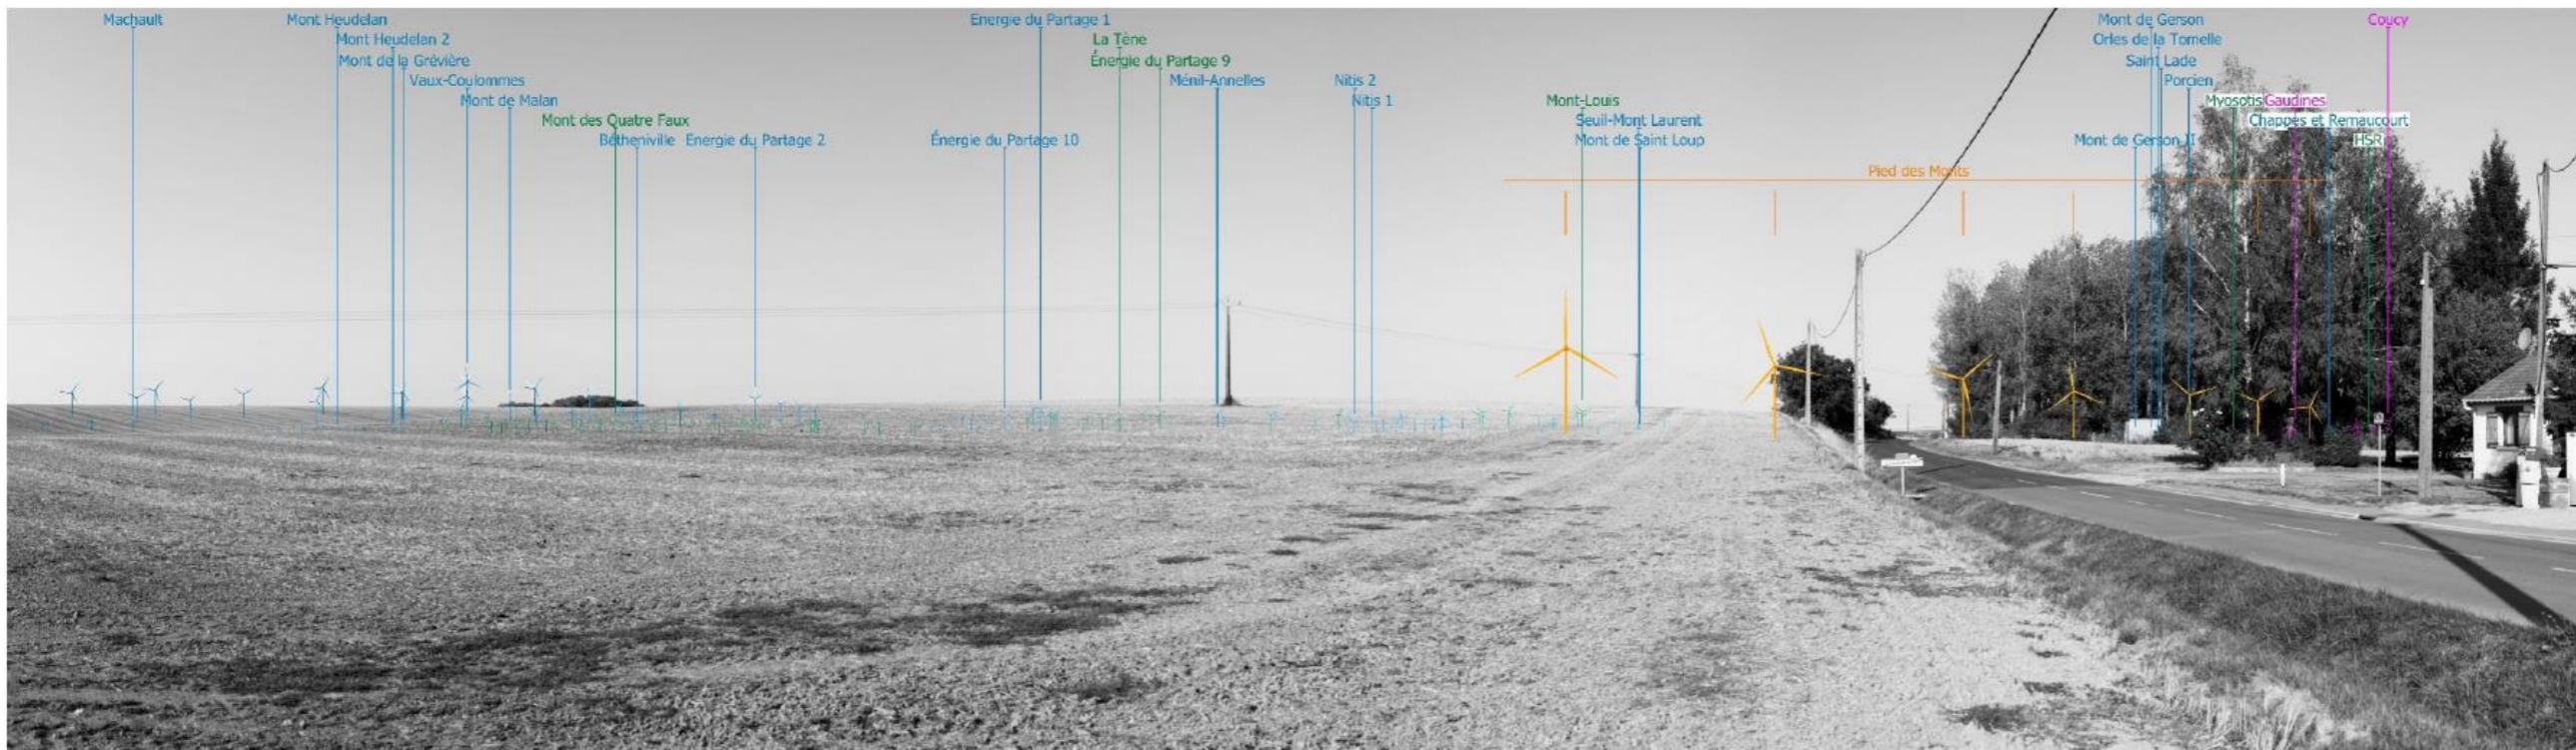 Machault
Mont Heudelan
Energie du Partage 1
Mont de Gerson
Coucy
Mont Heudelan 2
La Tène
Orles de la Tomelle
Mont de la Grévière
Énergie du Partage 9
Saint Lade
Vaux-Coulommes
Ménil-Annelles
Nitis 2
Porcien
Mont de Malan
Nitis 1
Mont-Louis
Myosotis
Gaudines
Mont des Quatre Faux
Seuil-Mont Laurent
Chappes et Remaucourt
Bétheniville
Energie du Partage 2
Énergie du Partage 10
Mont de Saint Loup
Mont de Gerson II
HSR
Pied des Monts